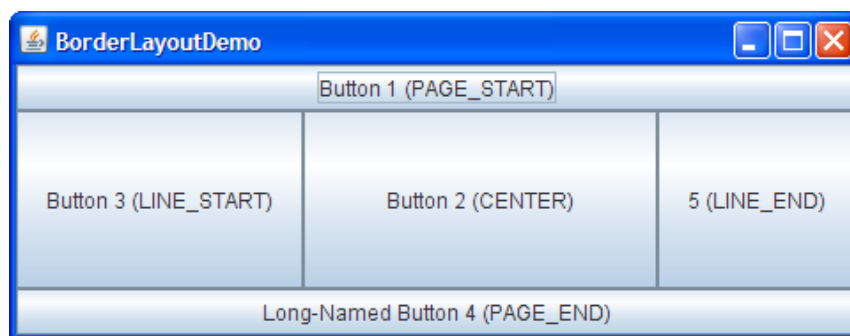 BorderLayoutDemo
Button 1 (PAGE_START)
Button 3 (LINE_START)
Button 2 (CENTER)
5 (LINE_END)
Long-Named Button 4 (PAGE_END)